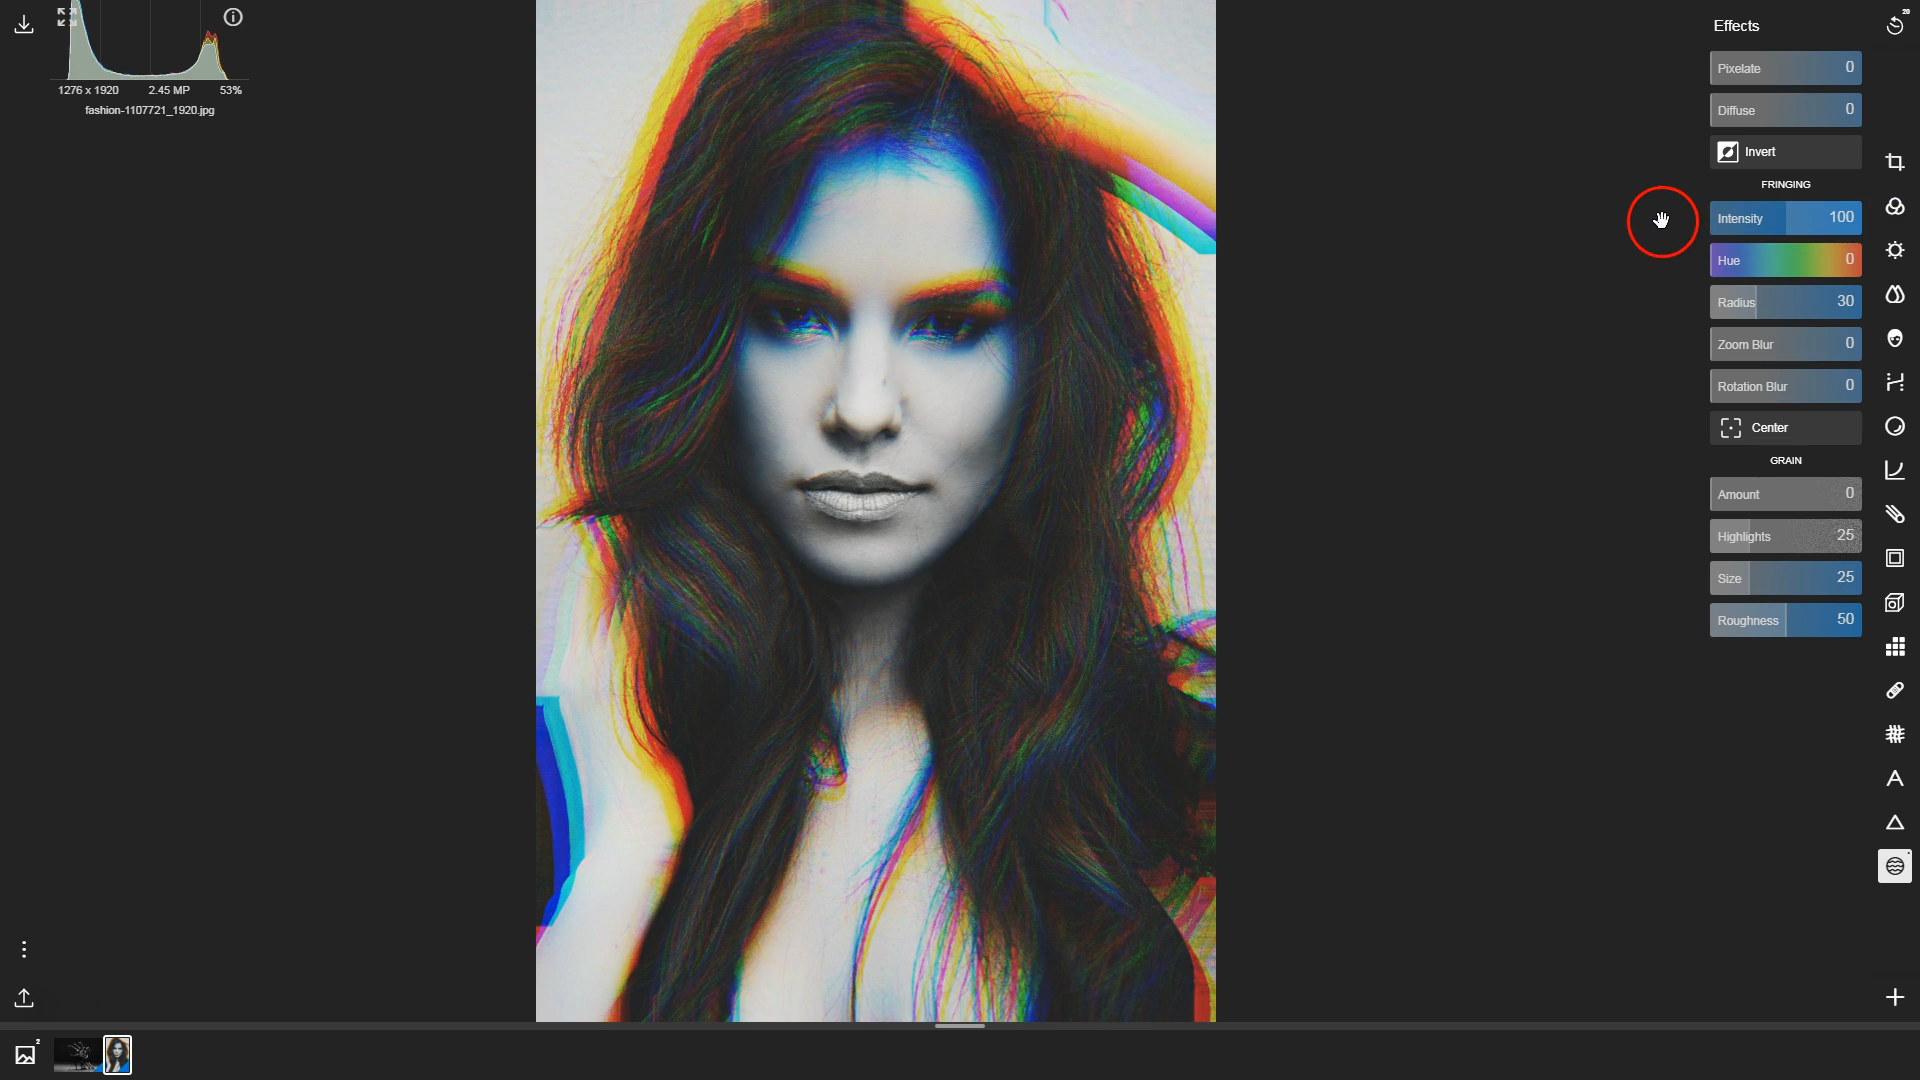 1276 x 1920 2.45 MP 53%
fashion-1107721_1920.jpg
Effects
20
Pixelate 0
Diffuse 0
Invert
FRINGING
Intensity 100
Hue 0
Radius 30
Zoom Blur 0
Rotation Blur 0
Center
GRAIN
Amount 0
Highlights 25
Size 25
Roughness 50
2